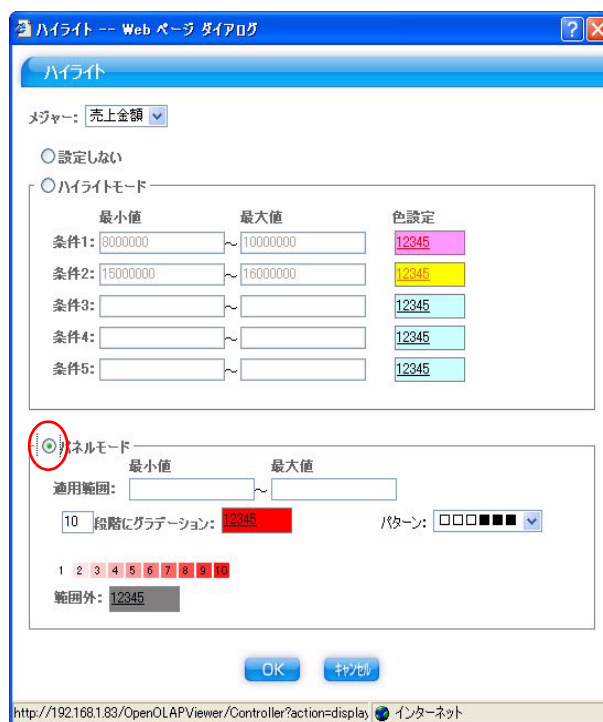 ハイライト -- Web ページ ダイアログ
ハイライト
メジャー: 売上金額
設定しない
ハイライトモード
最小値 最大値 色設定
条件1: 8000000 ～ 10000000 12345
条件2: 15000000 ～ 16000000 12345
条件3: ～ 12345
条件4: ～ 12345
条件5: ～ 12345
パネルモード
最小値 最大値
適用範囲: ～
10 段階にグラデーション: 12345 パターン: □□□■■■
1 2 3 4 5 6 7 8 9 10
範囲外: 12345
OK キャンセル
http://192.168.1.83/OpenOLAPViewer/Controller?action=display インターネット